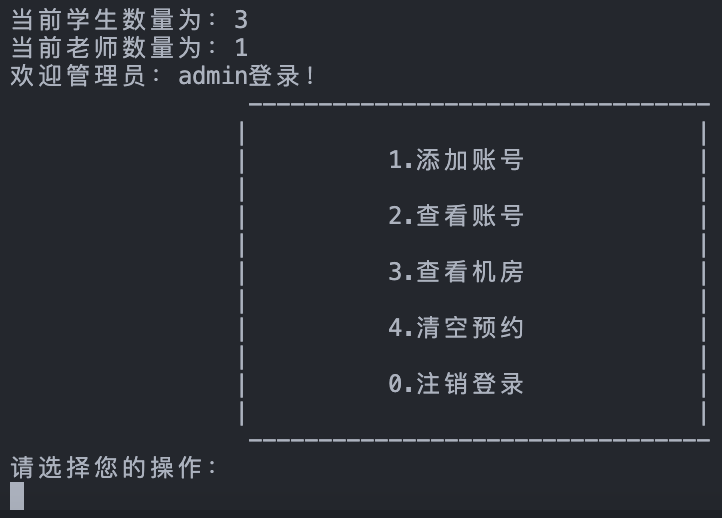 当前学生数量为: 3
当前老师数量为: 1
欢迎管理员: admin登录!
1.添加账号
2.查看账号
3.查看机房
4.清空预约
0.注销登录
请选择您的操作: